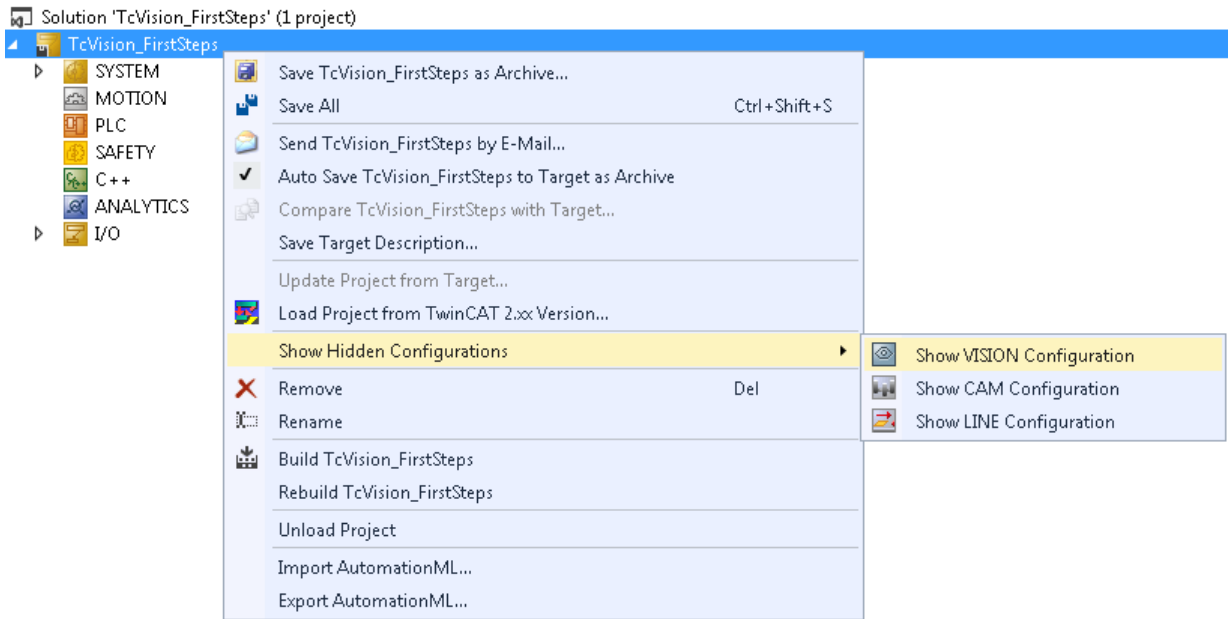 Solution 'TcVision_FirstSteps' (1 project)
TcVision_FirstSteps
SYSTEM
MOTION
PLC
SAFETY
C++
ANALYTICS
I/O
Save TcVision_FirstSteps as Archive...
Save All Ctrl+Shift+S
Send TcVision_FirstSteps by E-Mail...
Auto Save TcVision_FirstSteps to Target as Archive
Compare TcVision_FirstSteps with Target...
Save Target Description...
Update Project from Target...
Load Project from TwinCAT 2.xx Version...
Show Hidden Configurations
Remove Del
Rename
Build TcVision_FirstSteps
Rebuild TcVision_FirstSteps
Unload Project
Import AutomationML...
Export AutomationML...
Show VISION Configuration
Show CAM Configuration
Show LINE Configuration